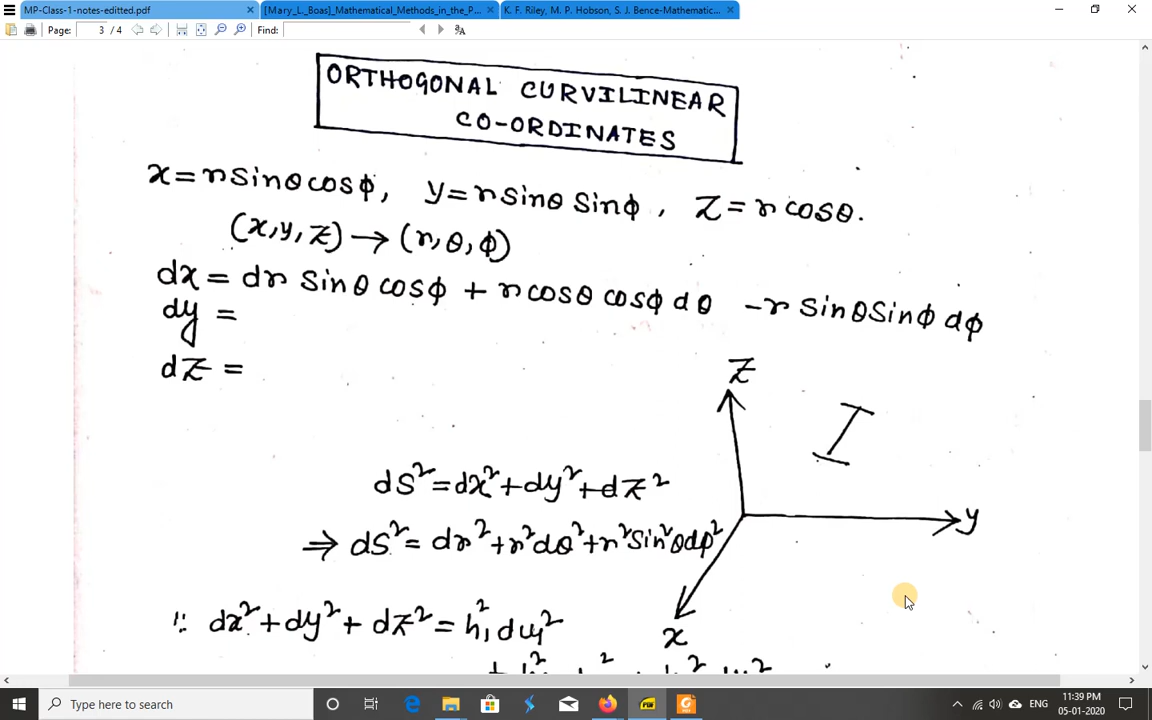 MP-Class-1-notes-editted.pdf
[Mary_L._Boas]_Mathematical_Methods_in_the_P...
K. F. Riley, M. P. Hobson, S. J. Bence-Mathematic...
Page: 3 / 4 Find:
ORTHOGONAL CURVILINEAR
CO-ORDINATES
x = r sinθ cosϕ, y = r sinθ sinϕ, z = r cosθ.
(x, y, z) → (r, θ, ϕ)
dx = dr sinθ cosϕ + r cosθ cosϕ dθ - r sinθ sinϕ dϕ
dy =
dz =
z
I
ds² = dx² + dy² + dz²
y
⇒ ds² = dr² + r²dθ² + r²sin²θdϕ²
∵ dx² + dy² + dz² = h₁² du₁²
x
Type here to search
ENG
11:39 PM
05-01-2020